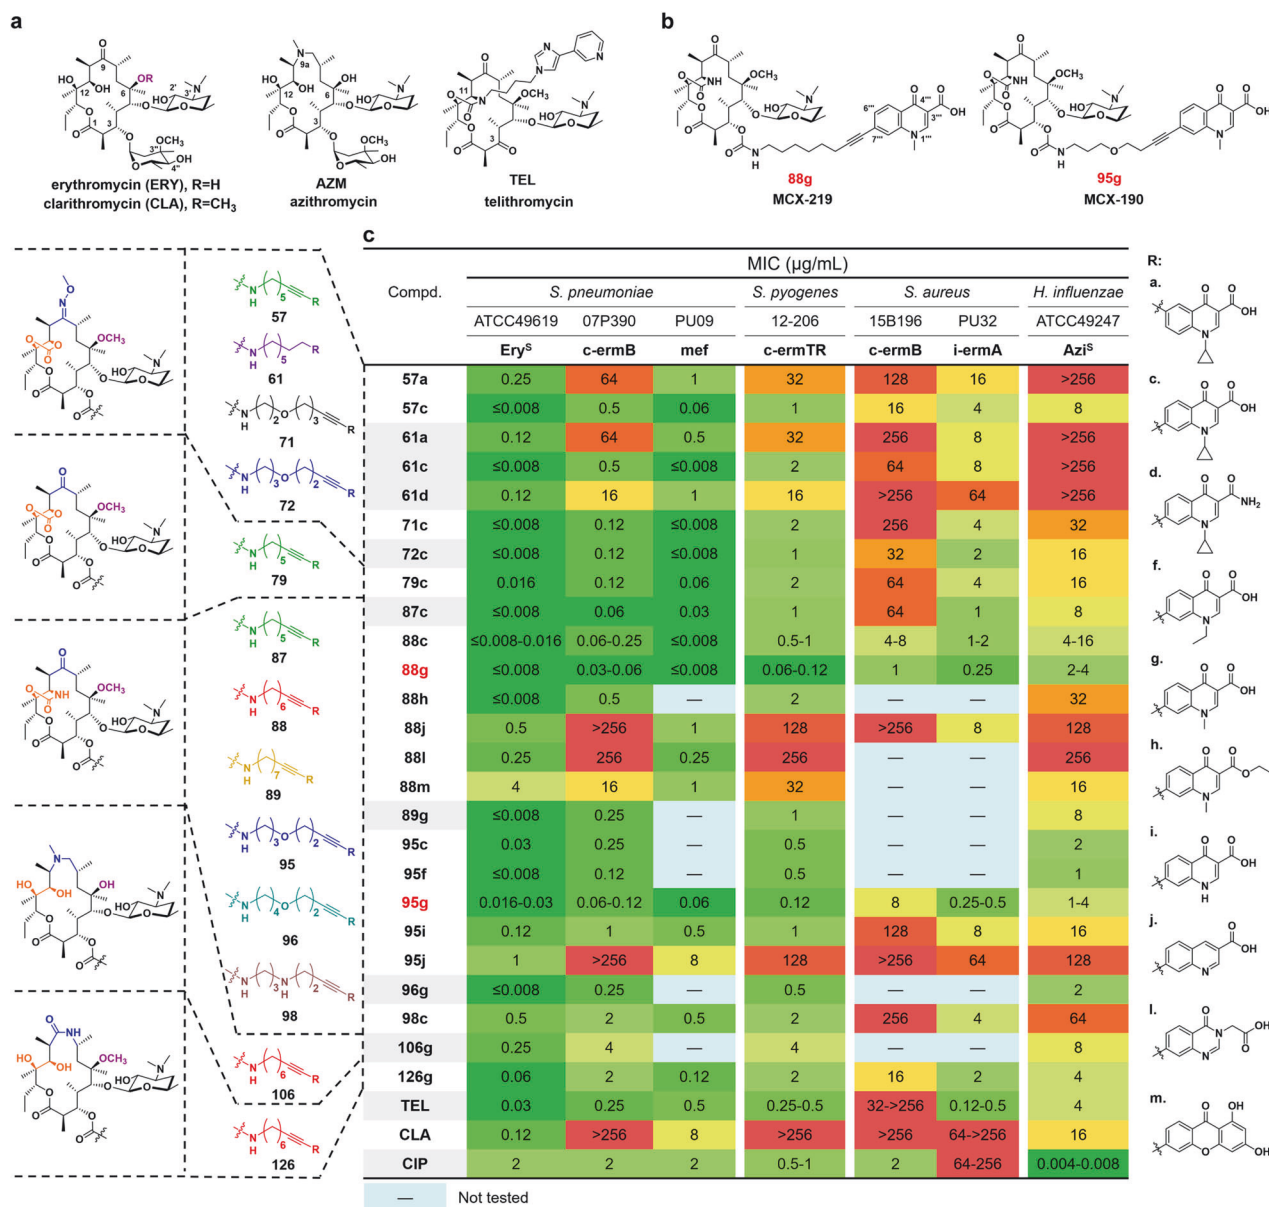 a
b
erythromycin (ERY), R=H
clarithromycin (CLA), R=CH3
AZM
azithromycin
TEL
telithromycin
88g
MCX-219
95g
MCX-190
57
61
71
72
79
87
88
89
95
96
98
106
126
c
MIC (µg/mL)
Compd. S. pneumoniae S. pyogenes S. aureus H. influenzae
ATCC49619 07P390 PU09 12-206 15B196 PU32 ATCC49247
EryS c-ermB mef c-ermTR c-ermB i-ermA AziS
57a 0.25 64 1 32 128 16 >256
57c ≤0.008 0.5 0.06 1 16 4 8
61a 0.12 64 0.5 32 256 8 >256
61c ≤0.008 0.5 ≤0.008 2 64 8 >256
61d 0.12 16 1 16 >256 64 >256
71c ≤0.008 0.12 ≤0.008 2 256 4 32
72c ≤0.008 0.12 ≤0.008 1 32 2 16
79c 0.016 0.12 0.06 2 64 4 16
87c ≤0.008 0.06 0.03 1 64 1 8
88c ≤0.008-0.016 0.06-0.25 ≤0.008 0.5-1 4-8 1-2 4-16
88g ≤0.008 0.03-0.06 ≤0.008 0.06-0.12 1 0.25 2-4
88h ≤0.008 0.5 — 2 — — 32
88j 0.5 >256 1 128 >256 8 128
88l 0.25 256 0.25 256 — — 256
88m 4 16 1 32 — — 16
89g ≤0.008 0.25 — 1 — — 8
95c 0.03 0.25 — 0.5 — — 2
95f ≤0.008 0.12 — 0.5 — — 1
95g 0.016-0.03 0.06-0.12 0.06 0.12 8 0.25-0.5 1-4
95i 0.12 1 0.5 1 128 8 16
95j 1 >256 8 128 >256 64 128
96g ≤0.008 0.25 — 0.5 — — 2
98c 0.5 2 0.5 2 256 4 64
106g 0.25 4 — 4 — — 8
126g 0.06 2 0.12 2 16 2 4
TEL 0.03 0.25 0.5 0.25-0.5 32->256 0.12-0.5 4
CLA 0.12 >256 8 >256 >256 64->256 16
CIP 2 2 2 0.5-1 2 64-256 0.004-0.008
— Not tested
R:
a.
c.
d.
f.
g.
h.
i.
j.
l.
m.